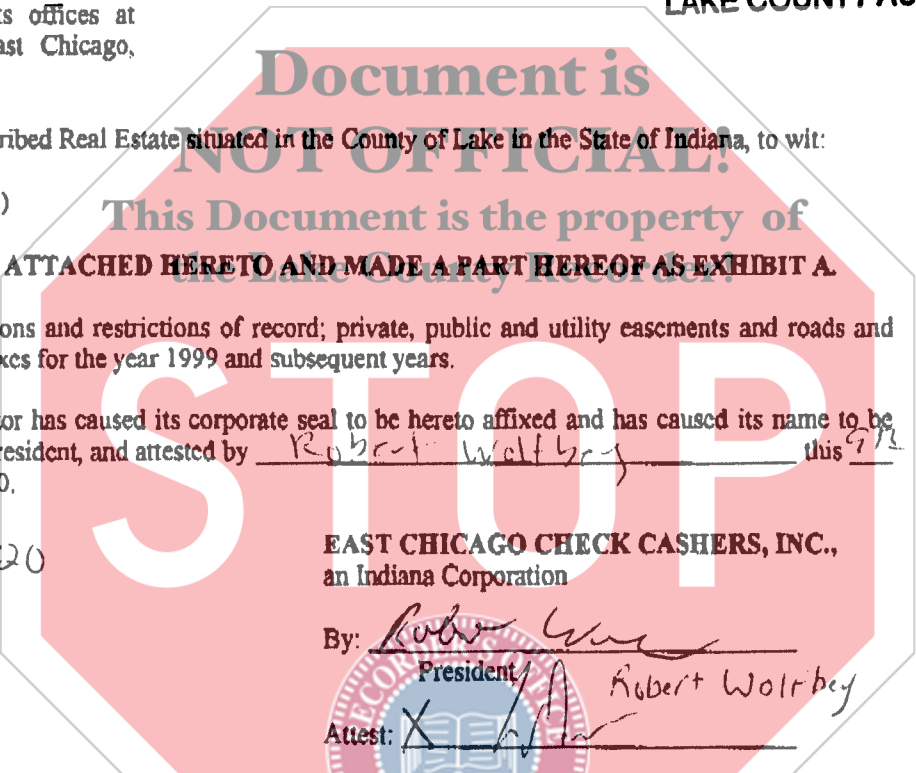 LAKE COUNTY
ts offices at
ast Chicago,
Document is
ribed Real Estate situated in the County of Lake in the State of Indiana, to wit:
NOT OFFICIAL!
)
This Document is the property of
ATTACHED HERETO AND MADE A PART HEREOF AS EXHIBIT A.
the Lake County Recorder!
ons and restrictions of record; private, public and utility easements and roads and
xes for the year 1999 and subsequent years.
STOP
or has caused its corporate seal to be hereto affixed and has caused its name to be
resident, and attested by Robert this
0.
20
EAST CHICAGO CHECK CASHERS, INC.,
an Indiana Corporation
By:
President
Robert
Attest: X
RECORDER'S OFFICE